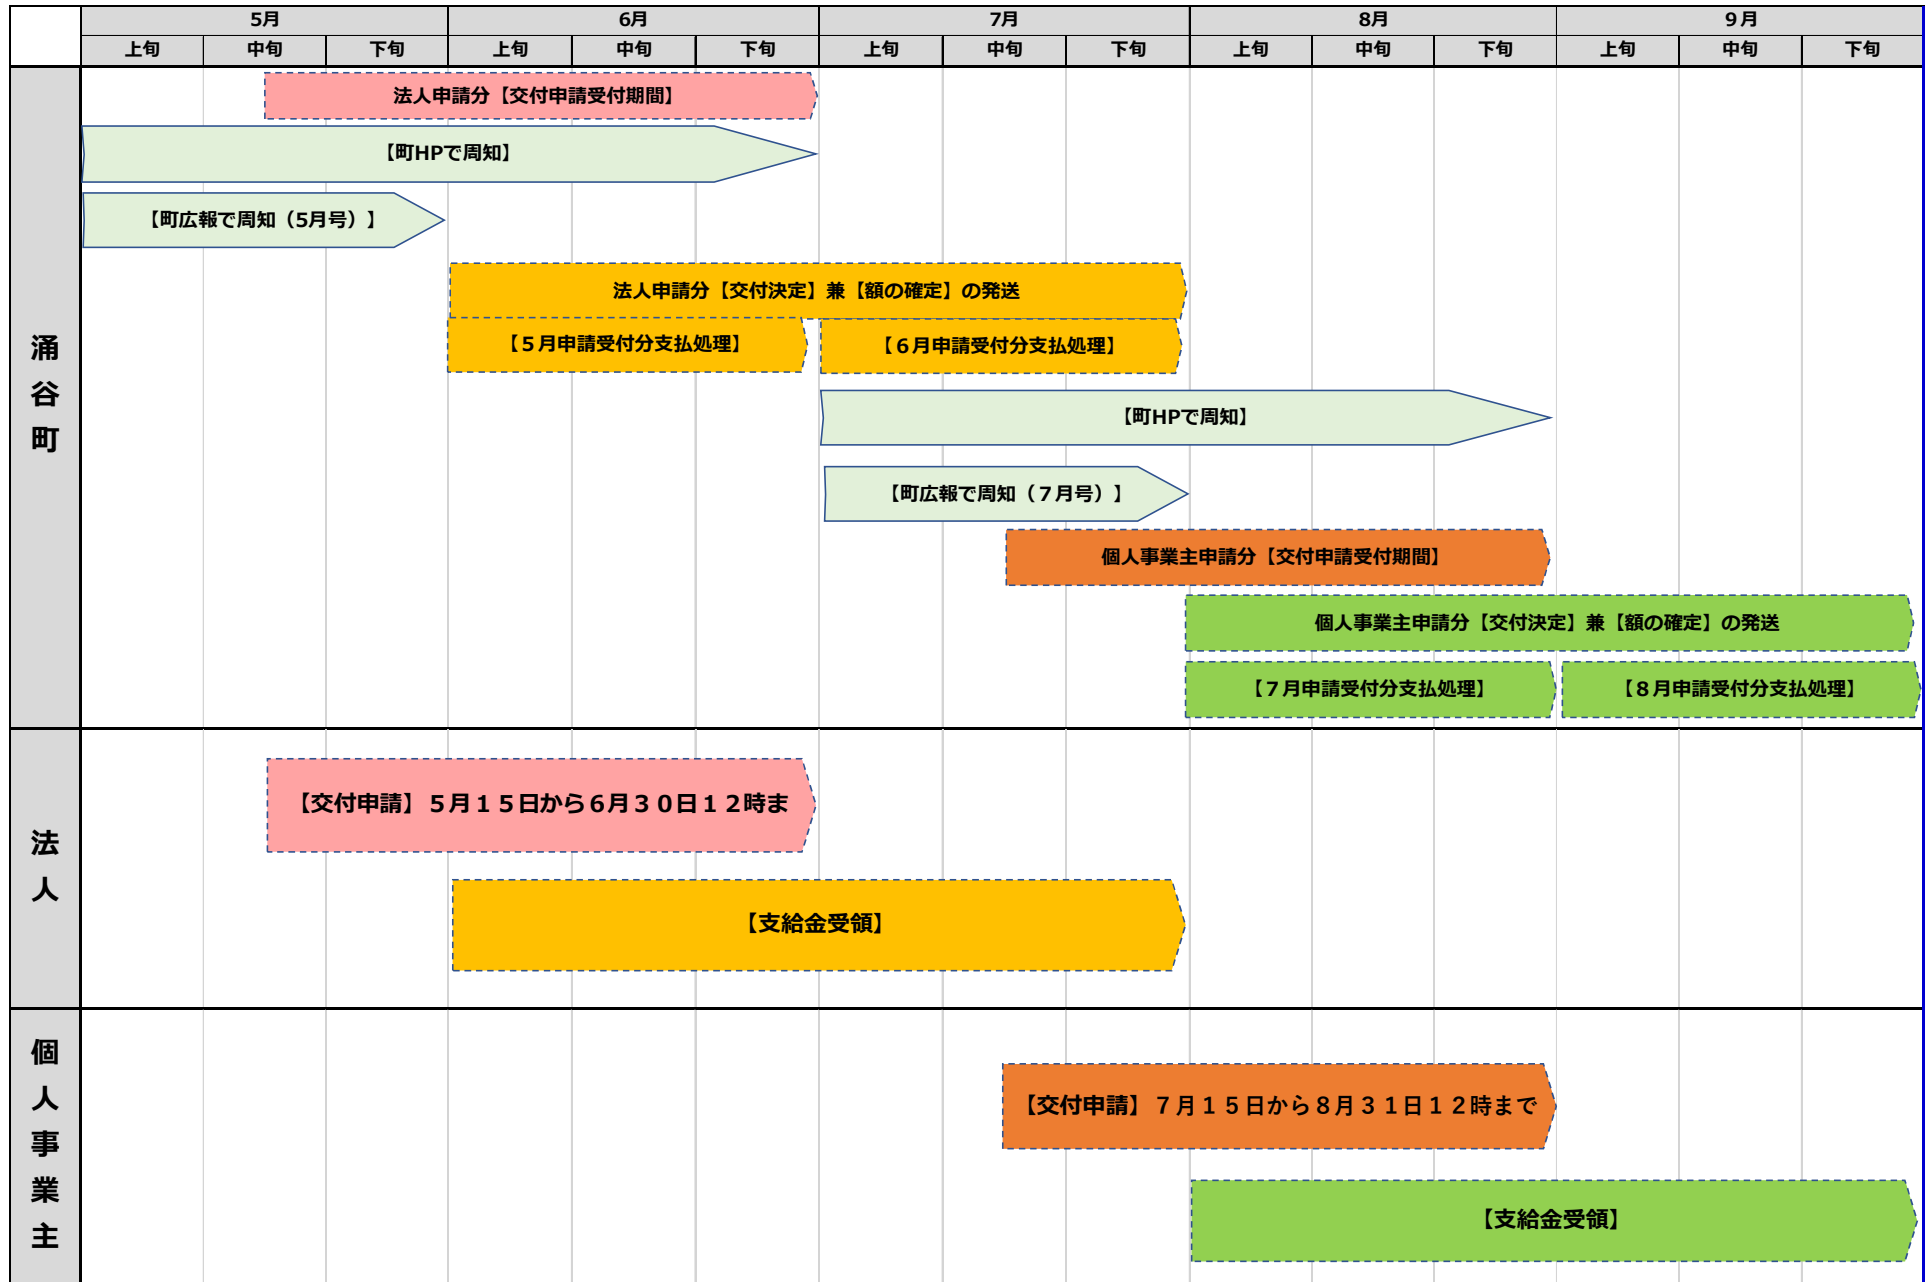 5月 6月 7月 8月 9月
上旬 中旬 下旬 上旬 中旬 下旬 上旬 中旬 下旬 上旬 中旬 下旬 上旬 中旬 下旬
涌谷町
法人申請分【交付申請受付期間】
【町HPで周知】
【町広報で周知（5月号）】
法人申請分【交付決定】兼【額の確定】の発送
【５月申請受付分支払処理】 【６月申請受付分支払処理】
【町HPで周知】
【町広報で周知（７月号）】
個人事業主申請分【交付申請受付期間】
個人事業主申請分【交付決定】兼【額の確定】の発送
【７月申請受付分支払処理】 【８月申請受付分支払処理】
法人
【交付申請】５月１５日から６月３０日１２時ま
【支給金受領】
個人事業主
【交付申請】７月１５日から８月３１日１２時まで
【支給金受領】